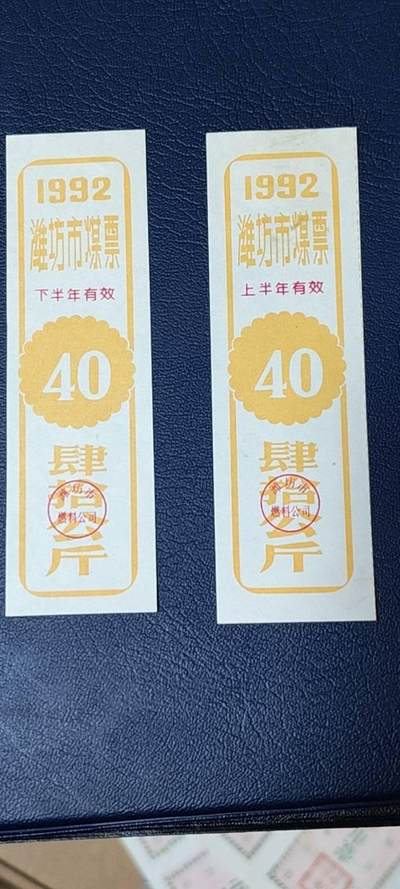 1992
潍坊市煤票
下半年有效
40
肆拾公斤
潍坊市
燃料公司
1992
潍坊市煤票
上半年有效
40
肆拾公斤
潍坊市
燃料公司